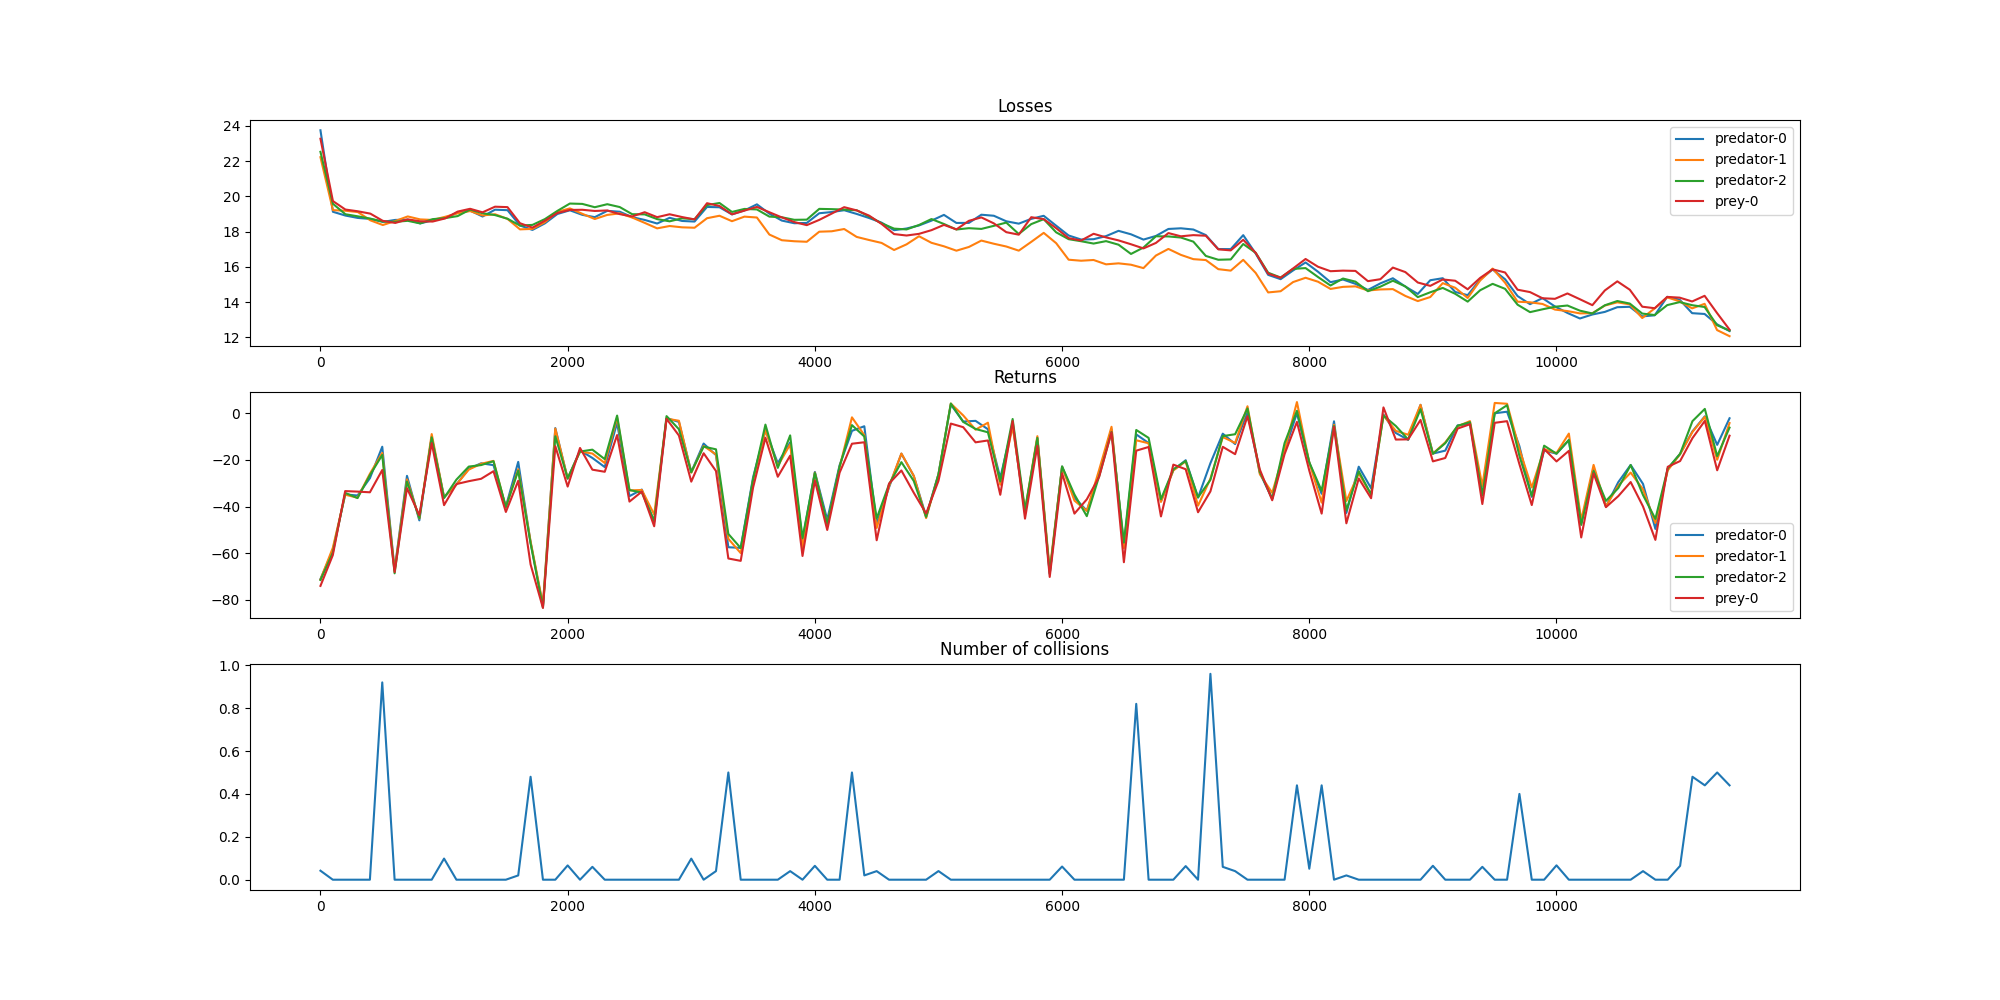 Losses
24
22
20
18
16
14
12
predator-0
predator-1
predator-2
prey-0
0 2000 4000 6000 8000 10000
Returns
0
−20
−40
−60
−80
predator-0
predator-1
predator-2
prey-0
0 2000 4000 6000 8000 10000
Number of collisions
1.0
0.8
0.6
0.4
0.2
0.0
0 2000 4000 6000 8000 10000